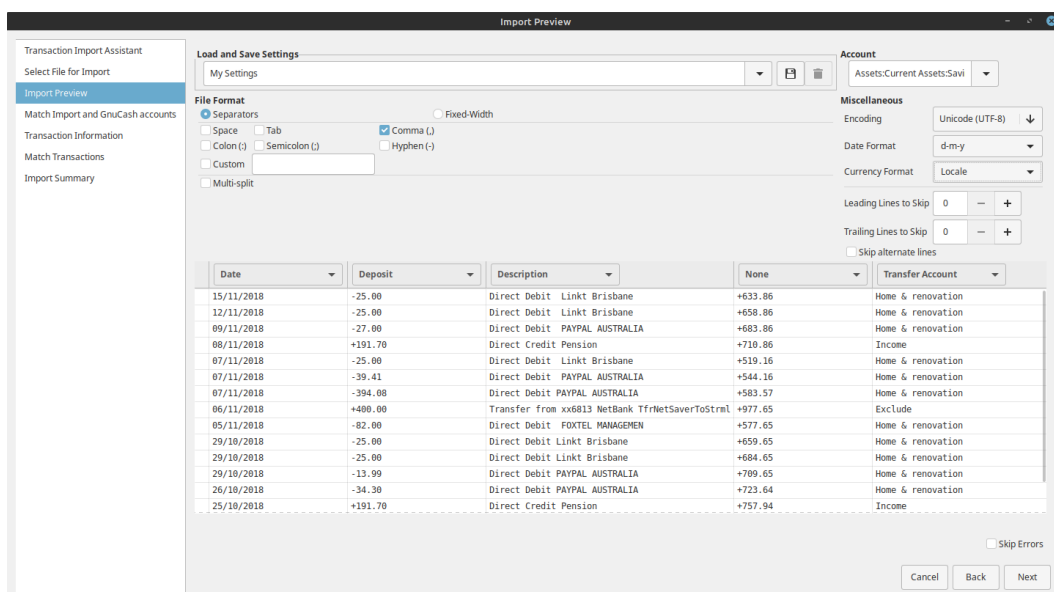 Import Preview
Transaction Import Assistant
Select File for Import
Import Preview
Match Import and GnuCash accounts
Transaction Information
Match Transactions
Import Summary
Load and Save Settings
My Settings
Account
Assets:Current Assets:Savi
File Format
Separators Fixed-Width
Space Tab Comma (,)
Colon (:) Semicolon (;) Hyphen (-)
Custom
Multi-split
Miscellaneous
Encoding Unicode (UTF-8)
Date Format d-m-y
Currency Format Locale
Leading Lines to Skip 0 − +
Trailing Lines to Skip 0 − +
Skip alternate lines
Date Deposit Description None Transfer Account
15/11/2018 -25.00 Direct Debit  Linkt Brisbane +633.86 Home & renovation
12/11/2018 -25.00 Direct Debit  Linkt Brisbane +658.86 Home & renovation
09/11/2018 -27.00 Direct Debit  PAYPAL AUSTRALIA +683.86 Home & renovation
08/11/2018 +191.70 Direct Credit Pension +710.86 Income
07/11/2018 -25.00 Direct Debit  Linkt Brisbane +519.16 Home & renovation
07/11/2018 -39.41 Direct Debit  PAYPAL AUSTRALIA +544.16 Home & renovation
07/11/2018 -394.08 Direct Debit PAYPAL AUSTRALIA +583.57 Home & renovation
06/11/2018 +400.00 Transfer from xx6813 NetBank TfrNetSaverToStrml +977.65 Exclude
05/11/2018 -82.00 Direct Debit  FOXTEL MANAGEMEN +577.65 Home & renovation
29/10/2018 -25.00 Direct Debit Linkt Brisbane +659.65 Home & renovation
29/10/2018 -25.00 Direct Debit Linkt Brisbane +684.65 Home & renovation
29/10/2018 -13.99 Direct Debit PAYPAL AUSTRALIA +709.65 Home & renovation
26/10/2018 -34.30 Direct Debit PAYPAL AUSTRALIA +723.64 Home & renovation
25/10/2018 +191.70 Direct Credit Pension +757.94 Income
Skip Errors
Cancel Back Next